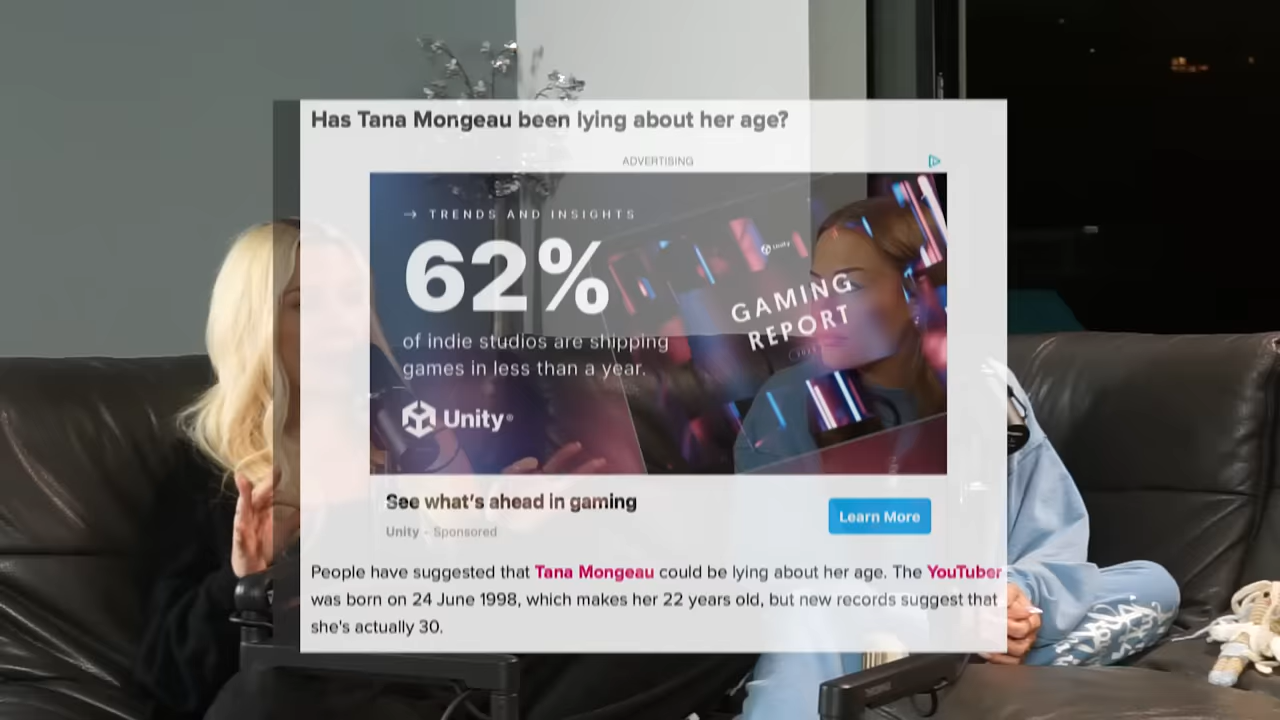 Has Tana Mongeau been lying about her age?
ADVERTISING
→ TRENDS AND INSIGHTS
62%
of indie studios are shipping
games in less than a year.
Unity®
Unity
GAMING
REPORT
See what's ahead in gaming
Unity - Sponsored
Learn More
People have suggested that Tana Mongeau could be lying about her age. The YouTuber
was born on 24 June 1998, which makes her 22 years old, but new records suggest that
she's actually 30.